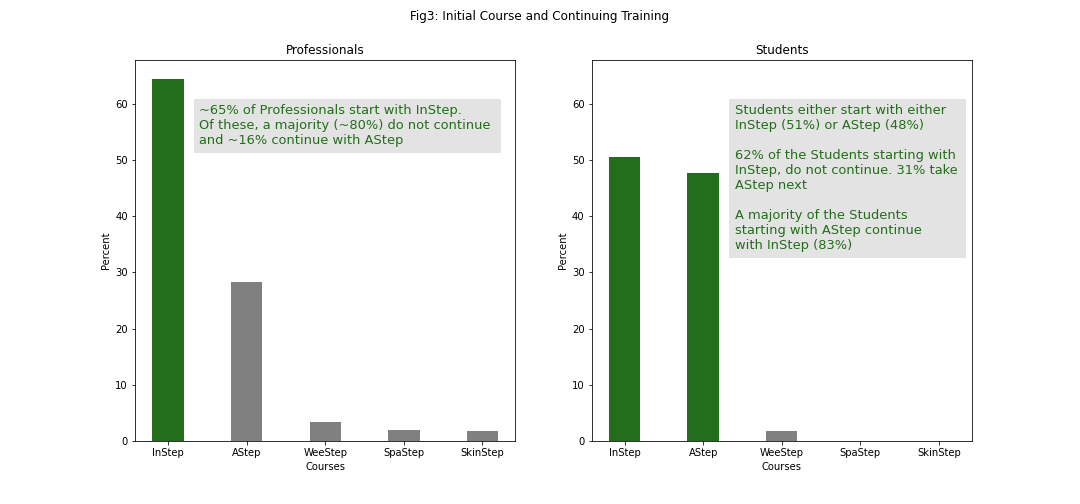 Fig3: Initial Course and Continuing Training
Professionals
60
50
40
30
20
10
0
Percent
~65% of Professionals start with InStep.
Of these, a majority (~80%) do not continue
and ~16% continue with AStep
InStep AStep WeeStep SpaStep SkinStep
Courses
Students
60
50
40
30
20
10
0
Percent
Students either start with either
InStep (51%) or AStep (48%)
62% of the Students starting with
InStep, do not continue. 31% take
AStep next
A majority of the Students
starting with AStep continue
with InStep (83%)
InStep AStep WeeStep SpaStep SkinStep
Courses